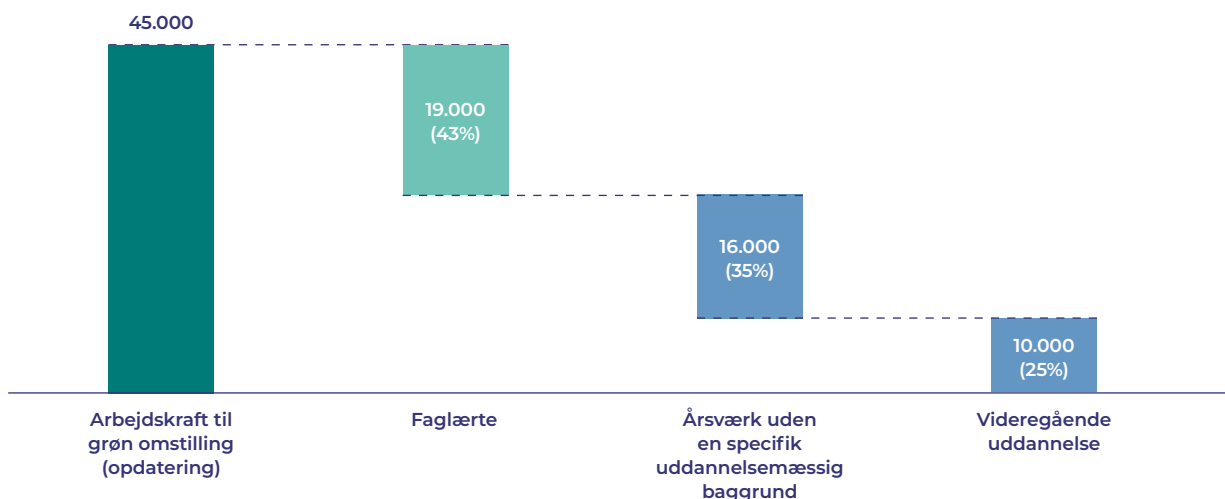 45.000
19.000
(43%)
16.000
(35%)
10.000
(25%)
Arbejdskraft til
grøn omstilling
(opdatering)
Faglærte
Årsværk uden
en specifik
uddannelsemæssig
baggrund
Videregående
uddannelse